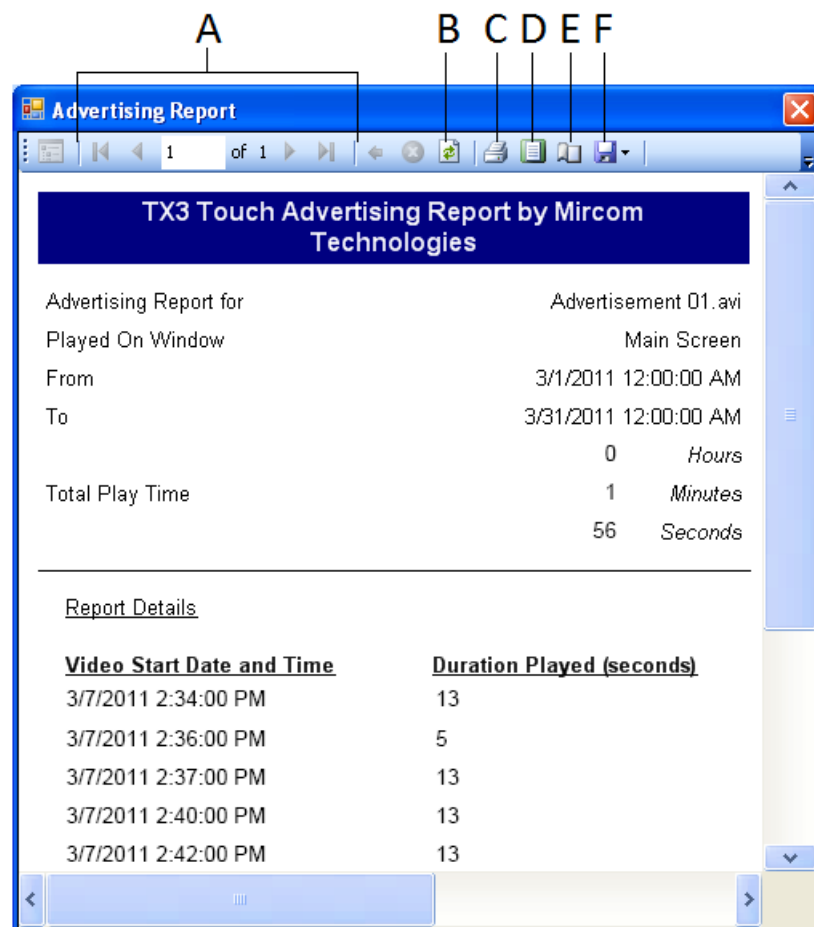 A B C D E F
Advertising Report
1 of 1
TX3 Touch Advertising Report by Mircom
Technologies
Advertising Report for Advertisement 01.avi
Played On Window Main Screen
From 3/1/2011 12:00:00 AM
To 3/31/2011 12:00:00 AM
0 Hours
Total Play Time 1 Minutes
56 Seconds
Report Details
Video Start Date and Time Duration Played (seconds)
3/7/2011 2:34:00 PM 13
3/7/2011 2:36:00 PM 5
3/7/2011 2:37:00 PM 13
3/7/2011 2:40:00 PM 13
3/7/2011 2:42:00 PM 13